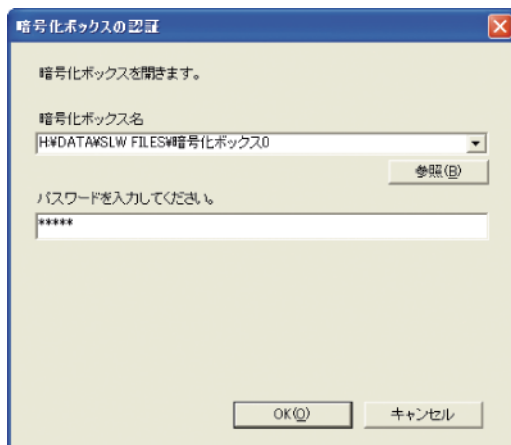 暗号化ボックスの認証
暗号化ボックスを開きます。
暗号化ボックス名
H:¥DATA¥SLW FILES¥暗号化ボックス0
参照(B)
パスワードを入力してください。
*****
OK(O)
キャンセル